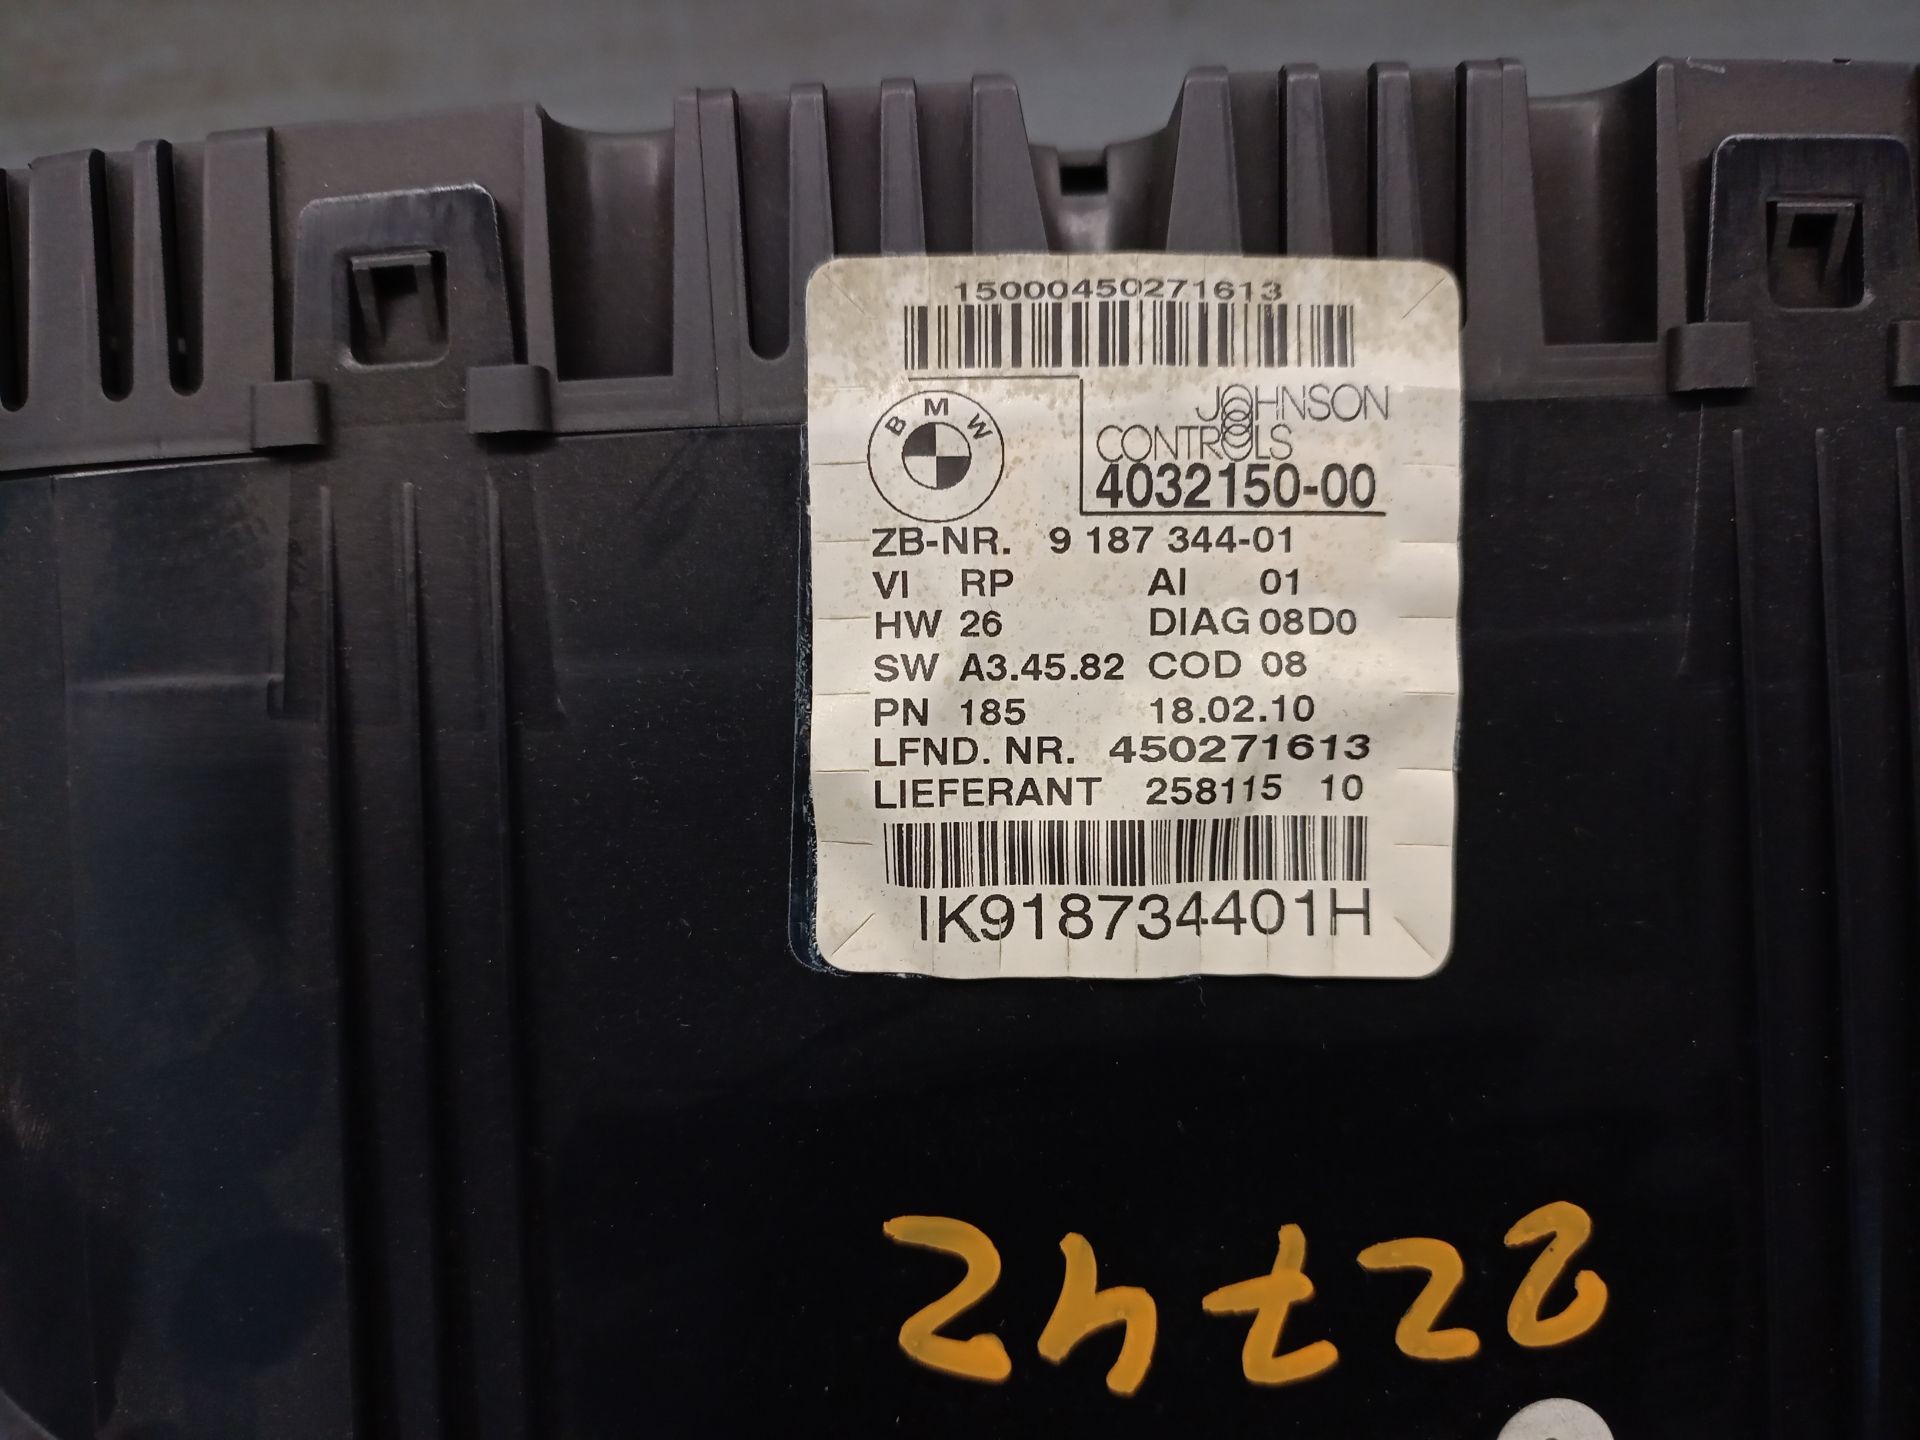 15000450271613
BMW
JOHNSON
CONTROLS
4032150-00
ZB-NR. 9 187 344-01
VI RP AI 01
HW 26 DIAG 08D0
SW A3.45.82 COD 08
PN 185 18.02.10
LFND. NR. 450271613
LIEFERANT 258115 10
IK918734401H
22742